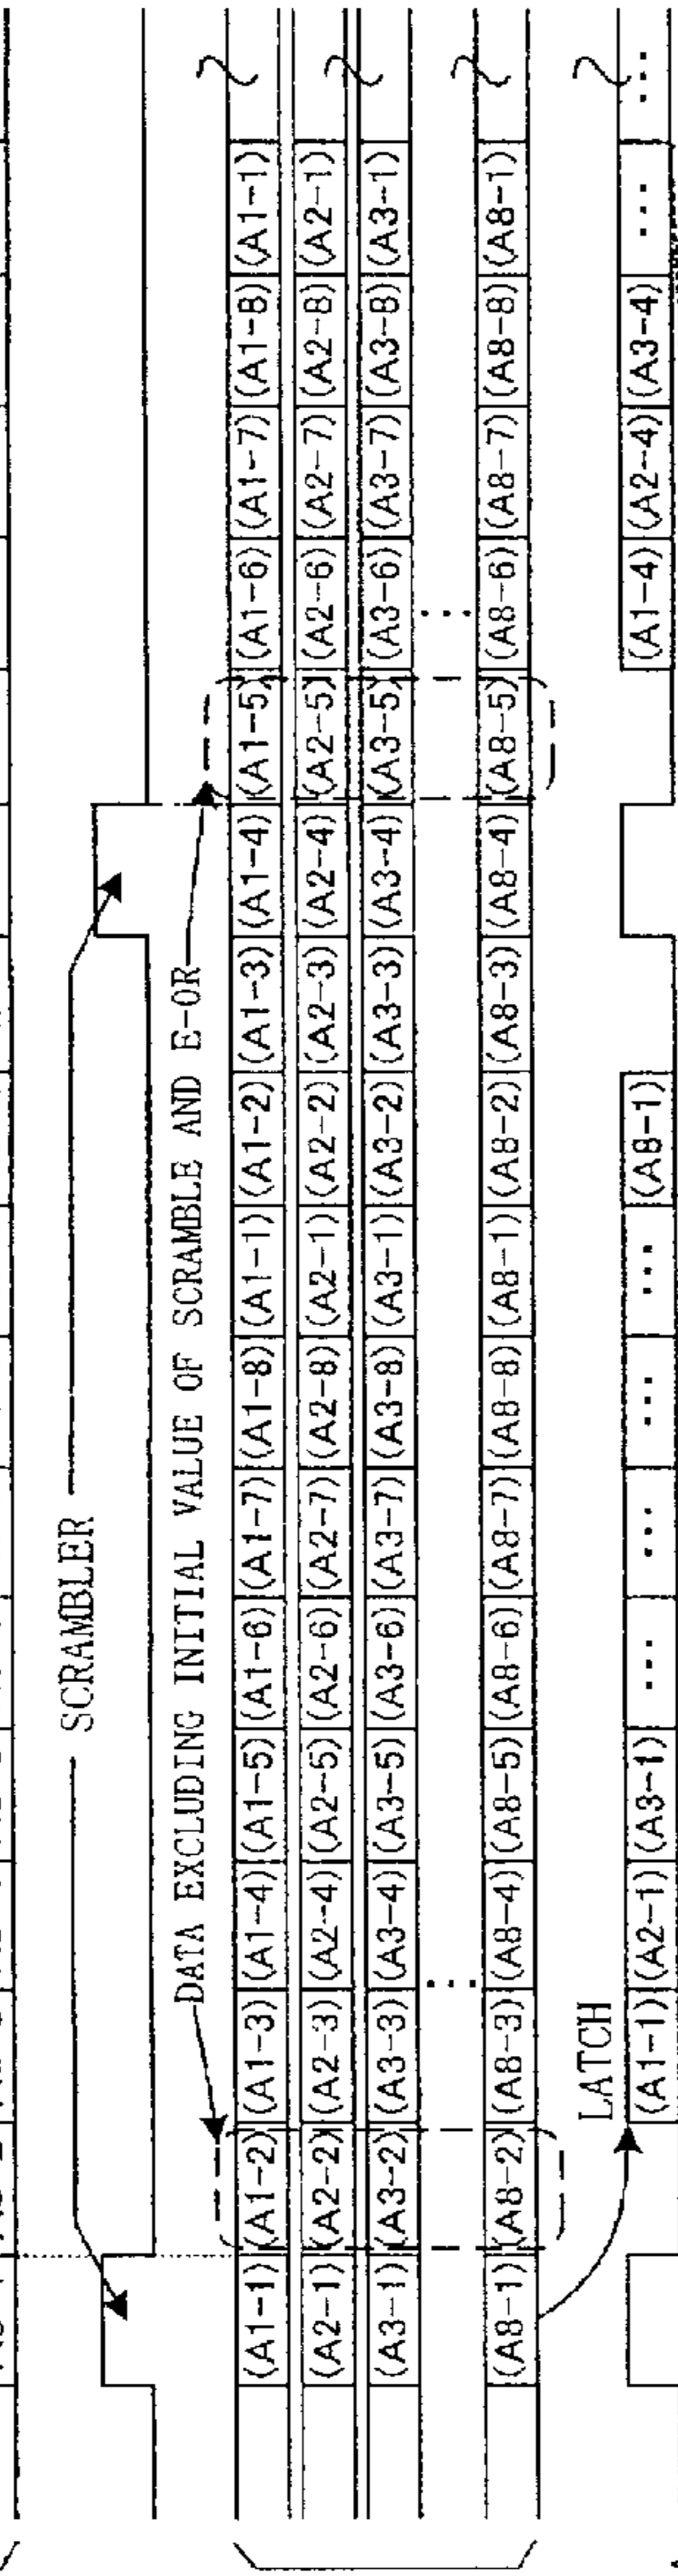 SCRAMBLER
DATA EXCLUDING INITIAL VALUE OF SCRAMBLE AND E-OR
(A1-1) (A1-2) (A1-3) (A1-4) (A1-5) (A1-6) (A1-7) (A1-8) (A1-1) (A1-2) (A1-3) (A1-4) (A1-5) (A1-6) (A1-7) (A1-8) (A1-1)
(A2-1) (A2-2) (A2-3) (A2-4) (A2-5) (A2-6) (A2-7) (A2-8) (A2-1) (A2-2) (A2-3) (A2-4) (A2-5) (A2-6) (A2-7) (A2-8) (A2-1)
(A3-1) (A3-2) (A3-3) (A3-4) (A3-5) (A3-6) (A3-7) (A3-8) (A3-1) (A3-2) (A3-3) (A3-4) (A3-5) (A3-6) (A3-7) (A3-8) (A3-1)
... ...
(A8-1) (A8-2) (A8-3) (A8-4) (A8-5) (A8-6) (A8-7) (A8-8) (A8-1) (A8-2) (A8-3) (A8-4) (A8-5) (A8-6) (A8-7) (A8-8) (A8-1)
LATCH
(A1-1) (A2-1) (A3-1) ... ... ... ... (A8-1) (A1-4) (A2-4) (A3-4) ... ...